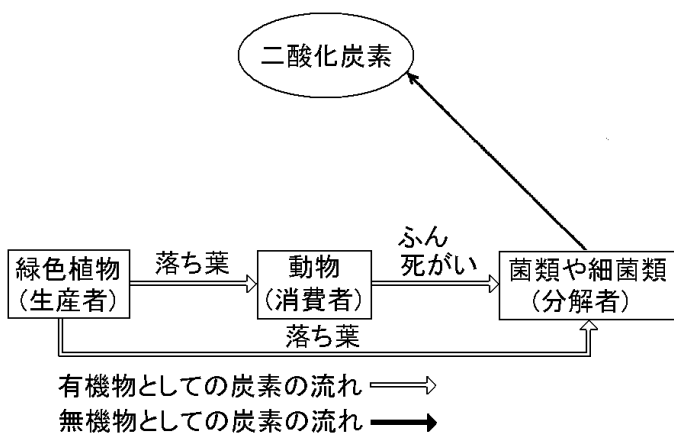 二酸化炭素
緑色植物
(生産者)
落ち葉
動物
(消費者)
ふん
死がい
菌類や細菌類
(分解者)
落ち葉
有機物としての炭素の流れ
無機物としての炭素の流れ